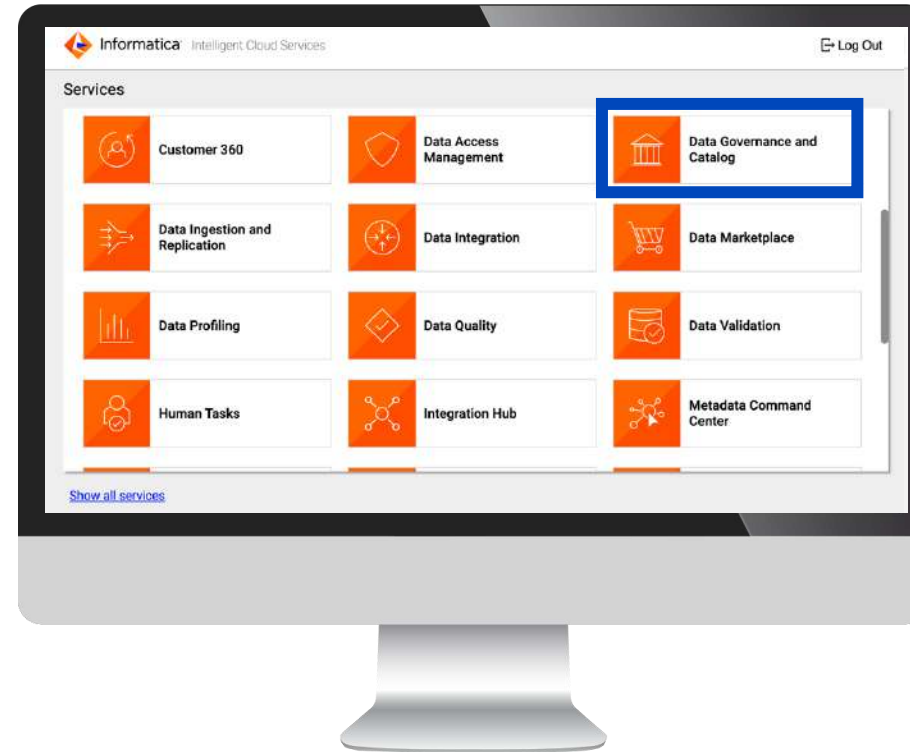 Informatica Intelligent Cloud Services
Log Out
Services
Customer 360
Data Access
Management
Data Governance and
Catalog
Data Ingestion and
Replication
Data Integration
Data Marketplace
Data Profiling
Data Quality
Data Validation
Human Tasks
Integration Hub
Metadata Command
Center
Show all services